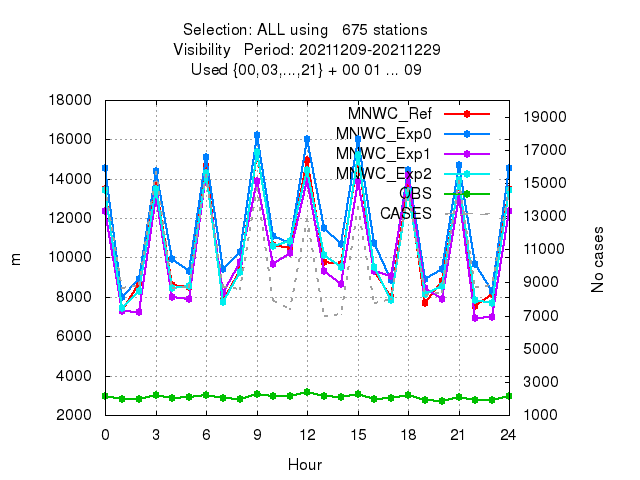 Selection: ALL using   675 stations
Visibility   Period: 20211209-20211229
Used {00,03,...,21} + 00 01 ... 09
MNWC_Ref
MNWC_Exp0
MNWC_Exp1
MNWC_Exp2
OBS
CASES
18000
16000
14000
12000
10000
8000
6000
4000
2000
m
19000
17000
15000
13000
11000
9000
7000
3000
5000
1000
No cases
0 3 6 9 12 15 18 21 24
Hour